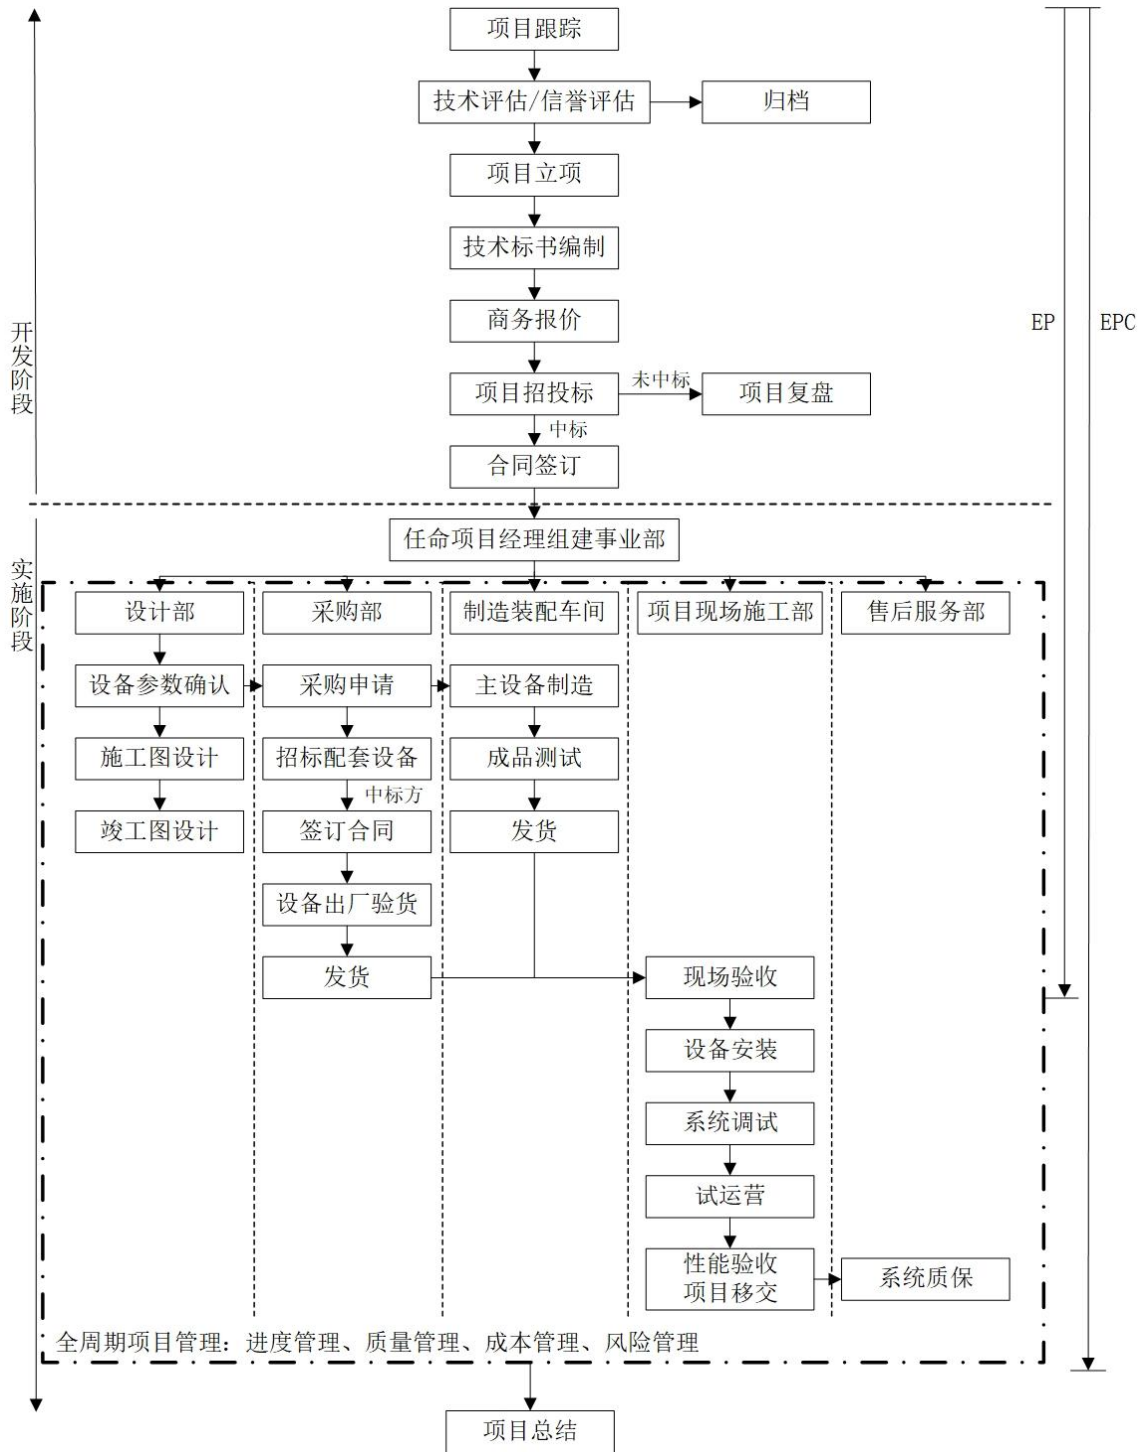 项目跟踪
技术评估/信誉评估
归档
项目立项
技术标书编制
商务报价
EP
EPC
开发阶段
项目招投标
未中标
项目复盘
中标
合同签订
任命项目经理组建事业部
实施阶段
设计部
采购部
制造装配车间
项目现场施工部
售后服务部
设备参数确认
采购申请
主设备制造
施工图设计
招标配套设备
成品测试
中标方
竣工图设计
签订合同
发货
设备出厂验货
发货
现场验收
设备安装
系统调试
试运营
性能验收
项目移交
系统质保
全周期项目管理：进度管理、质量管理、成本管理、风险管理
项目总结